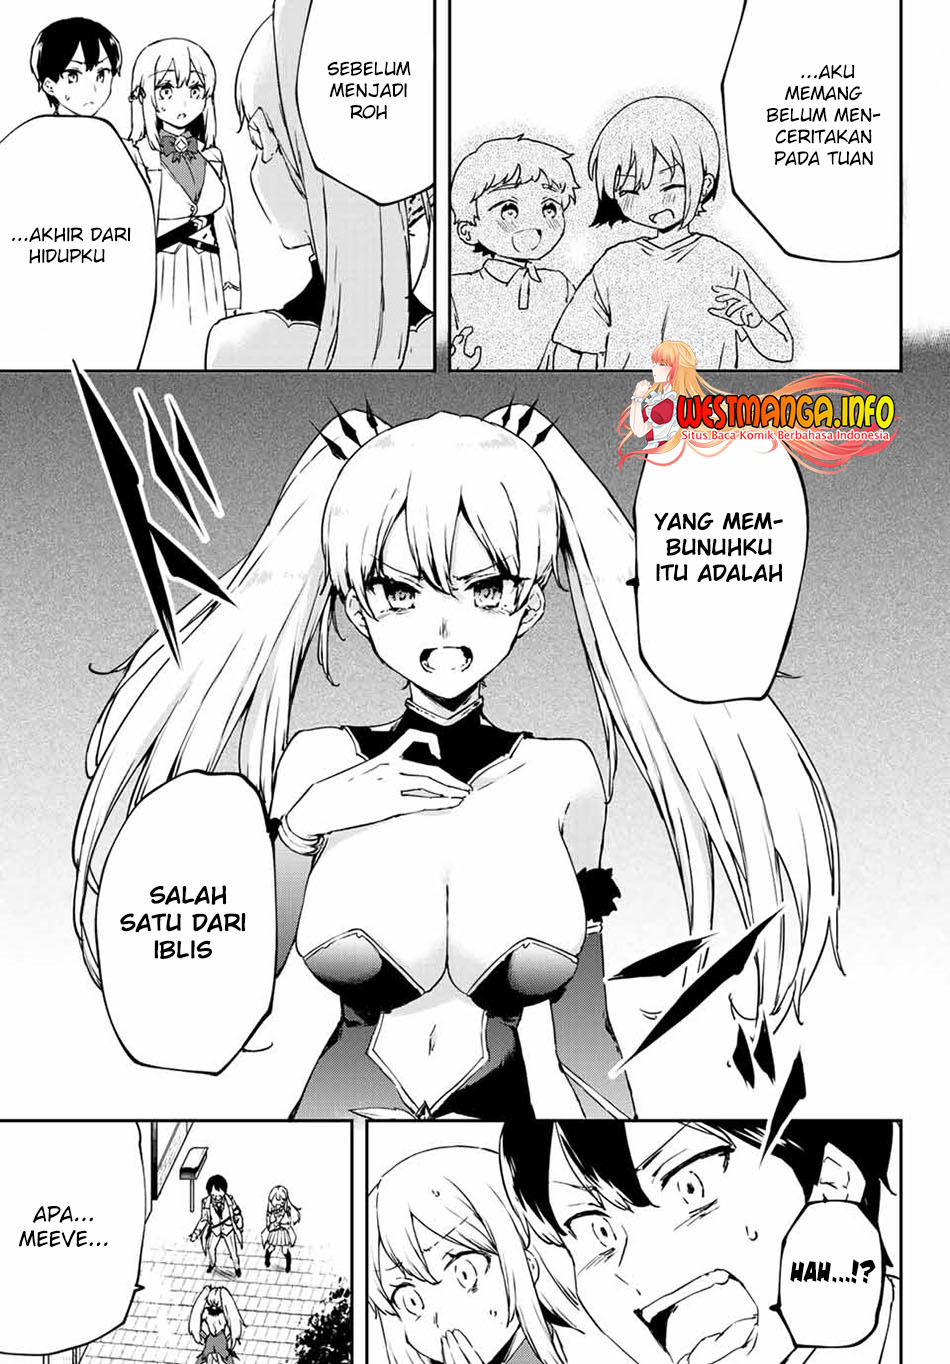 ...AKU
MEMANG
BELUM MEN-
CERITAKAN
PADA TUAN
SEBELUM
MENJADI
ROH
...AKHIR DARI
HIDUPKU
WESTMANGA.INFO
Situs Baca Komik Berbahasa Indonesia
YANG MEM-
BUNUHKU
ITU ADALAH
SALAH
SATU DARI
IBLIS
HAH...!?
APA...
MEEVE...